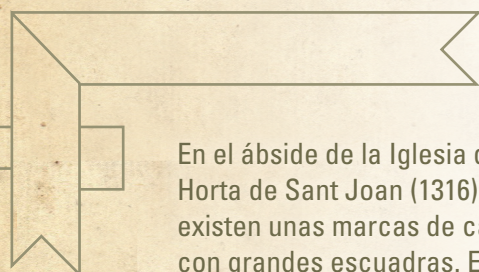 En el ábside de la Iglesia
Horta de Sant Joan (1316)
existen unas marcas de
con grandes escuadras.